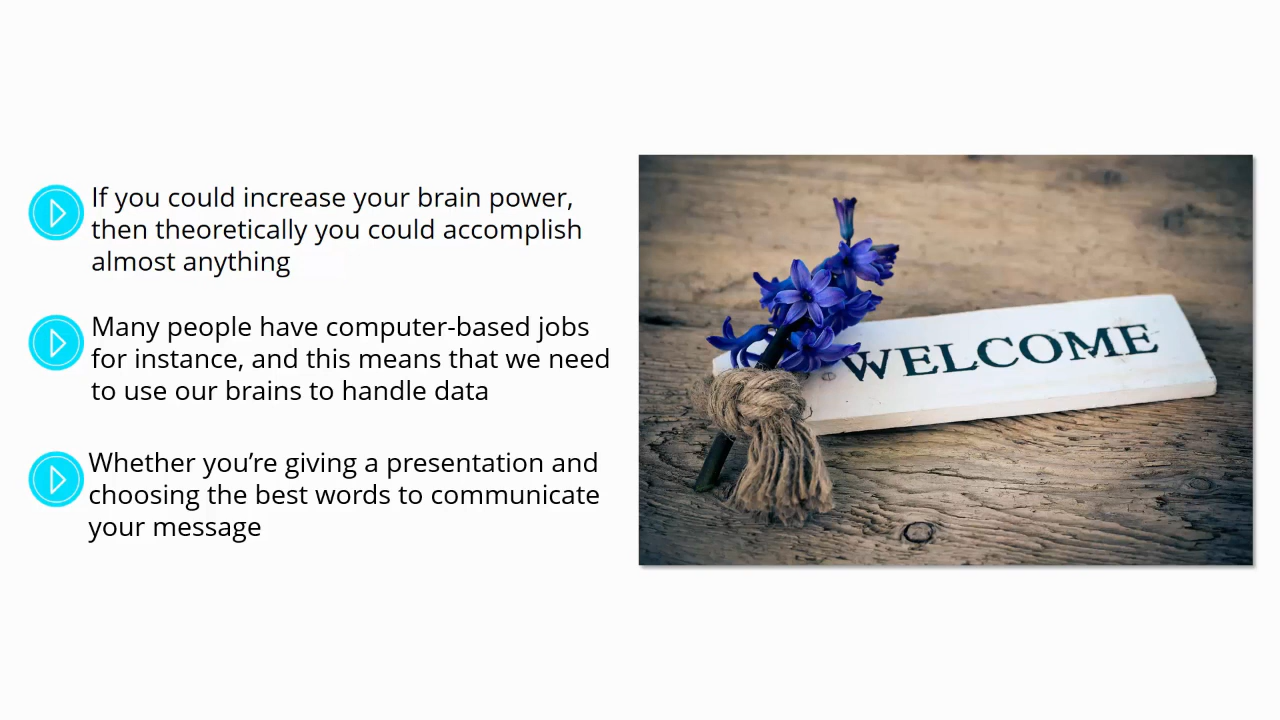 If you could increase your brain power,
then theoretically you could accomplish
almost anything
Many people have computer-based jobs
for instance, and this means that we need
to use our brains to handle data
Whether you’re giving a presentation and
choosing the best words to communicate
your message
WELCOME